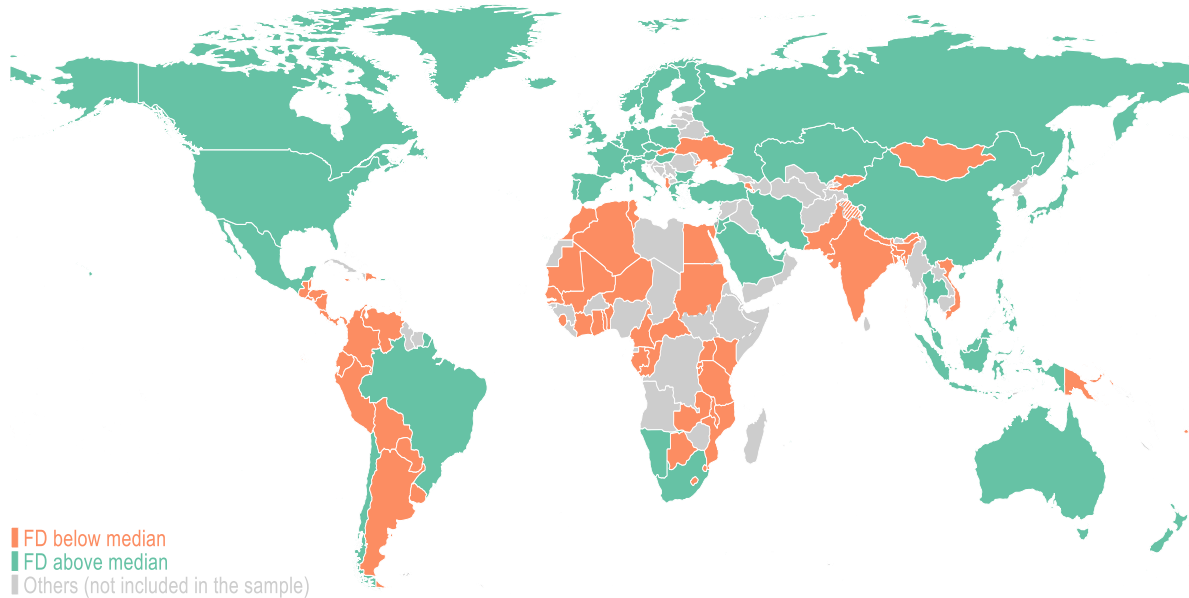 FD below median
FD above median
Others (not included in the sample)